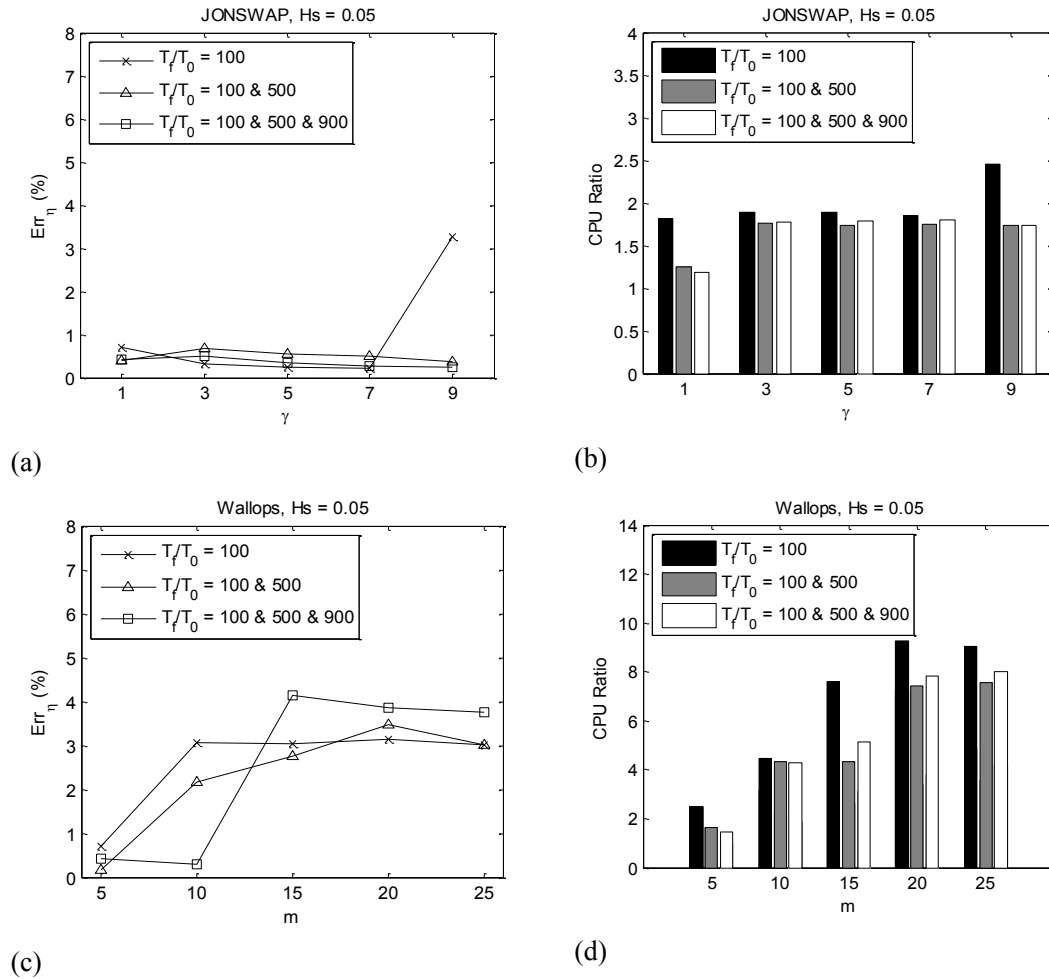 JONSWAP, Hs = 0.05
8
7
6
5
4
3
2
1
0
Err_η (%)
T_f/T_0 = 100
T_f/T_0 = 100 & 500
T_f/T_0 = 100 & 500 & 900
1 3 5 7 9
γ
(a)
JONSWAP, Hs = 0.05
4
3.5
3
2.5
2
1.5
1
0.5
0
CPU Ratio
T_f/T_0 = 100
T_f/T_0 = 100 & 500
T_f/T_0 = 100 & 500 & 900
1 3 5 7 9
γ
(b)
Wallops, Hs = 0.05
8
7
6
5
4
3
2
1
0
Err_η (%)
T_f/T_0 = 100
T_f/T_0 = 100 & 500
T_f/T_0 = 100 & 500 & 900
5 10 15 20 25
m
(c)
Wallops, Hs = 0.05
14
12
10
8
6
4
2
0
CPU Ratio
T_f/T_0 = 100
T_f/T_0 = 100 & 500
T_f/T_0 = 100 & 500 & 900
5 10 15 20 25
m
(d)